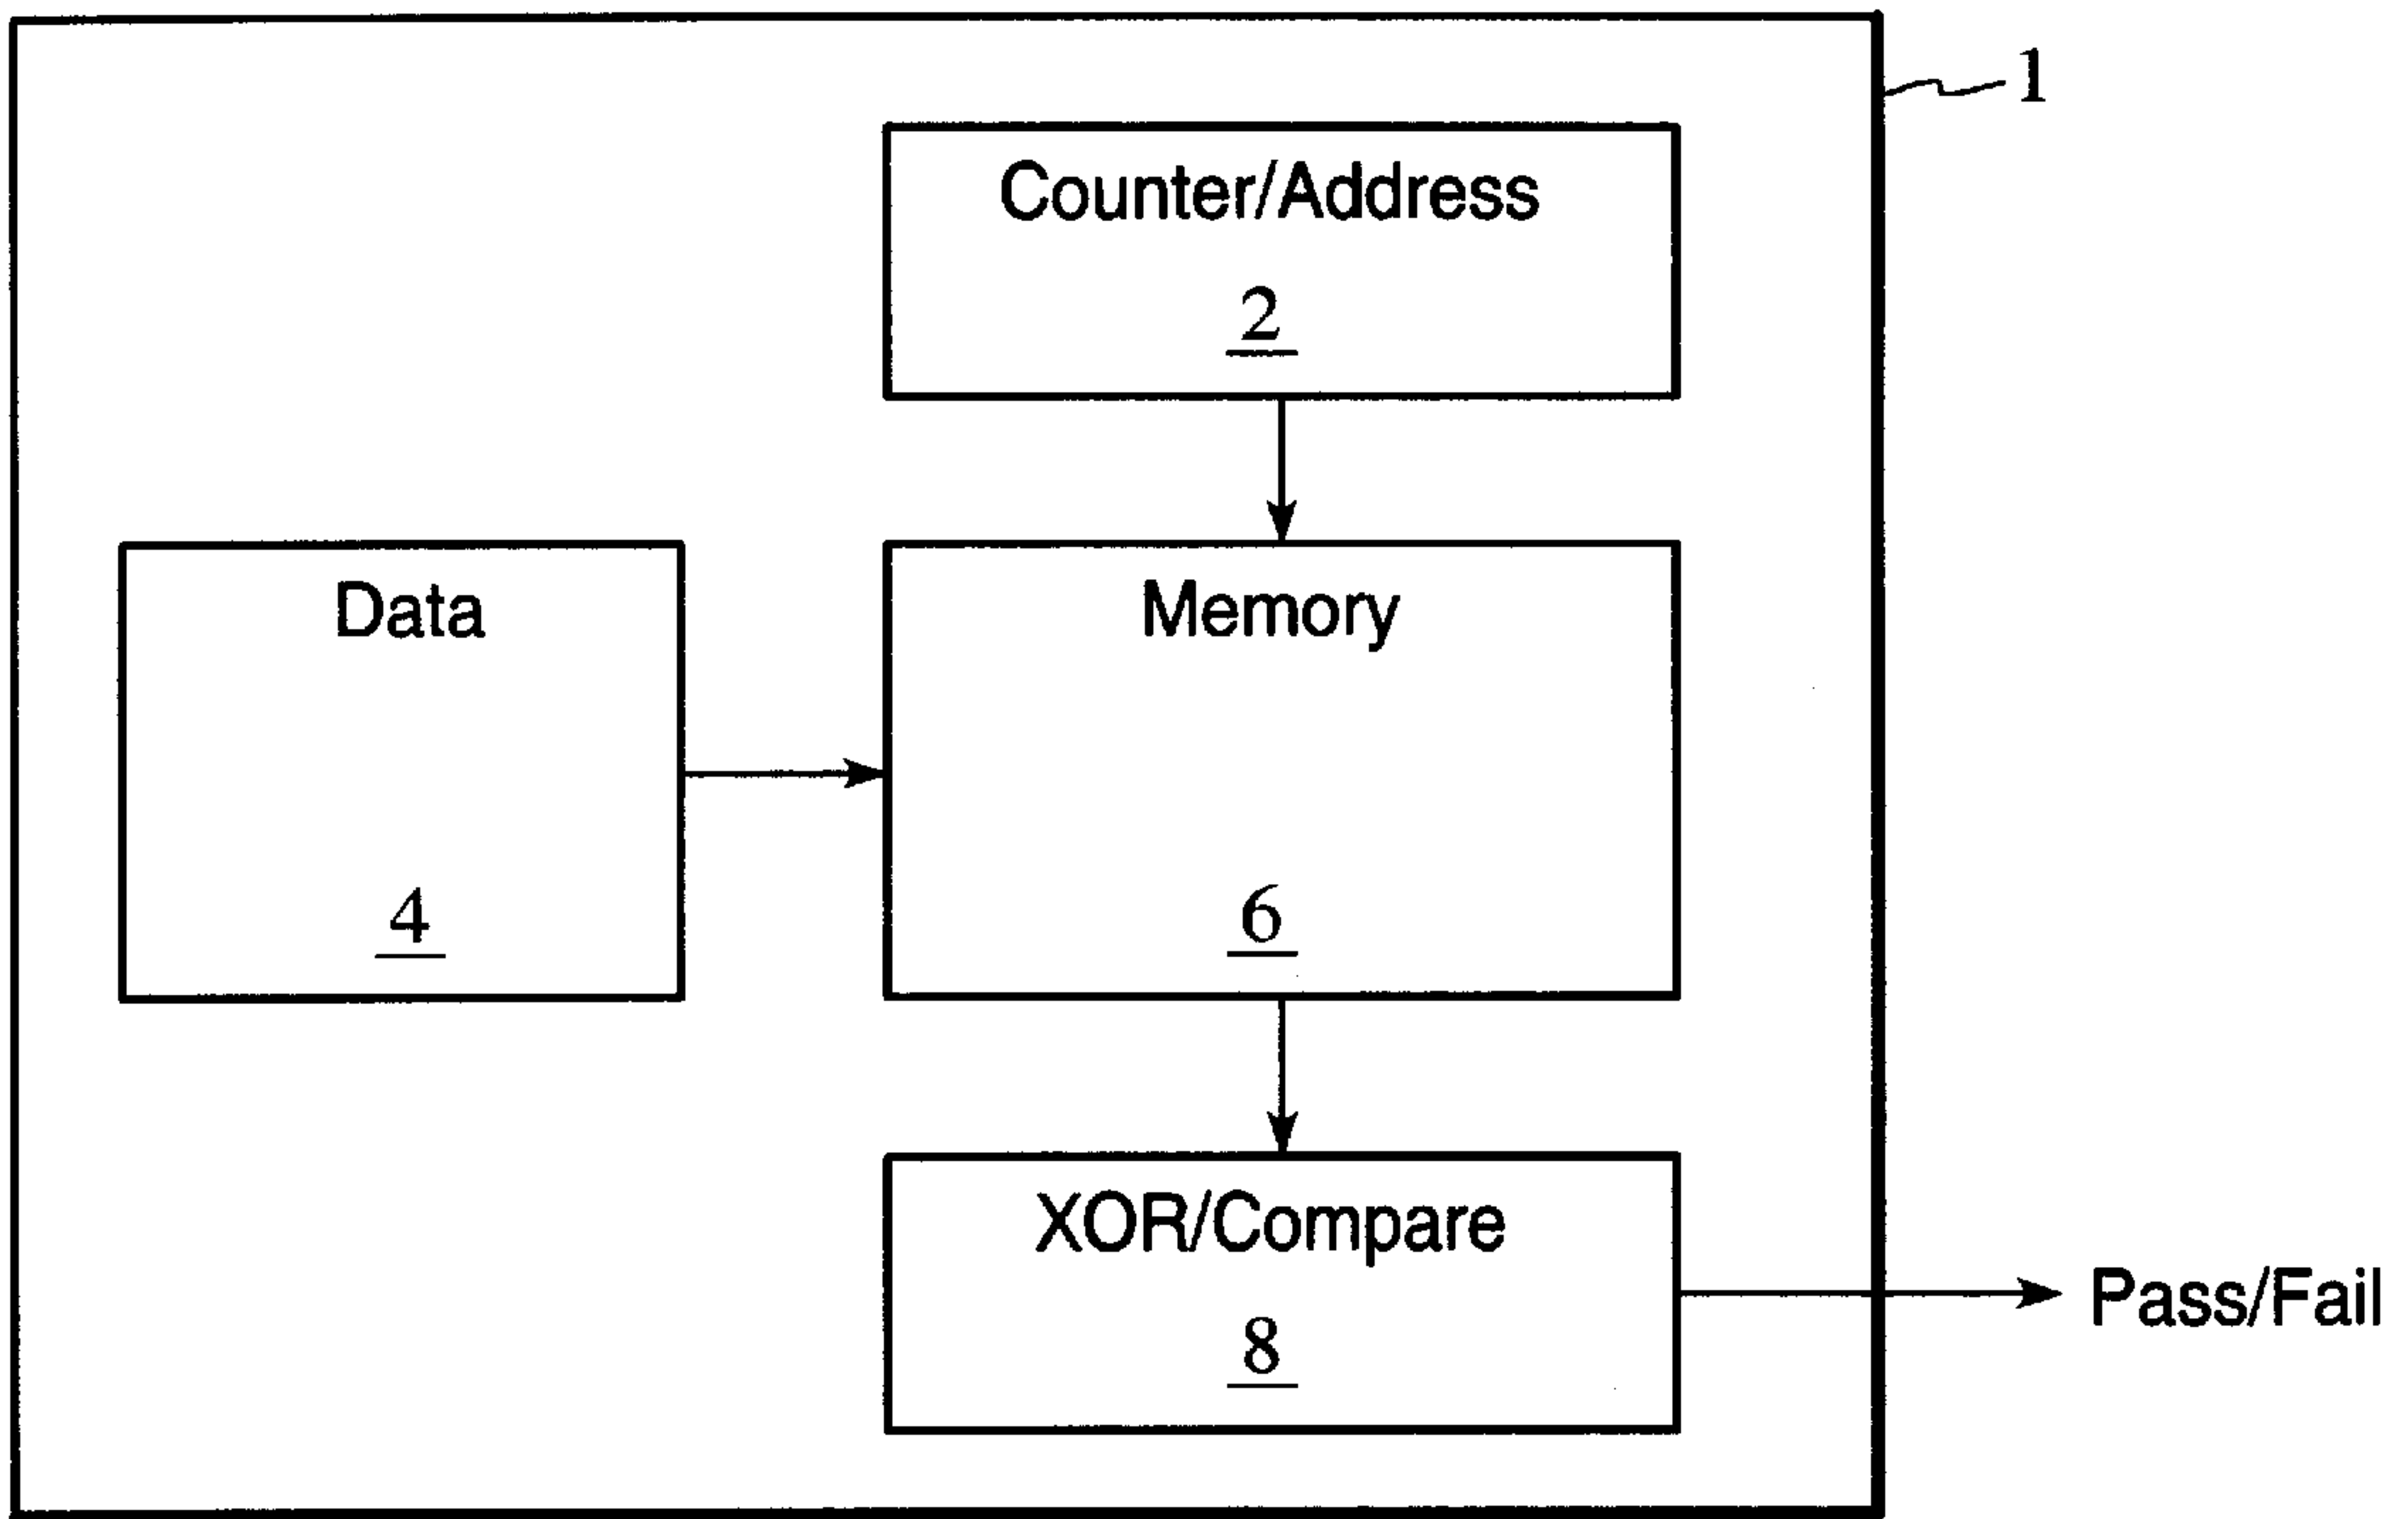 1
Counter/Address
2
Data
4
Memory
6
XOR/Compare
8
Pass/Fail